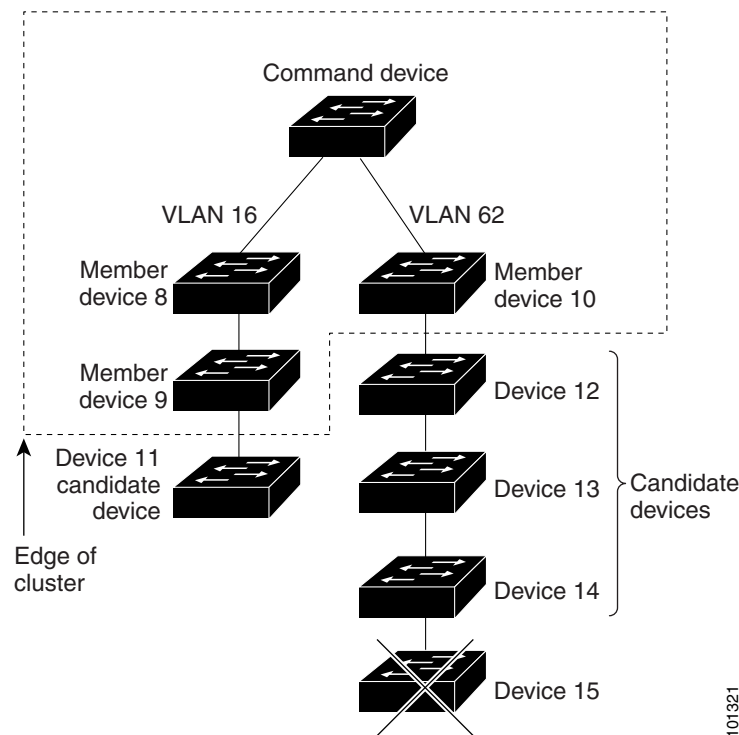 Command device
VLAN 16
VLAN 62
Member
device 8
Member
device 10
Member
device 9
Device 12
Device 11
candidate
device
Device 13
Candidate
devices
Edge of
cluster
Device 14
Device 15
101321